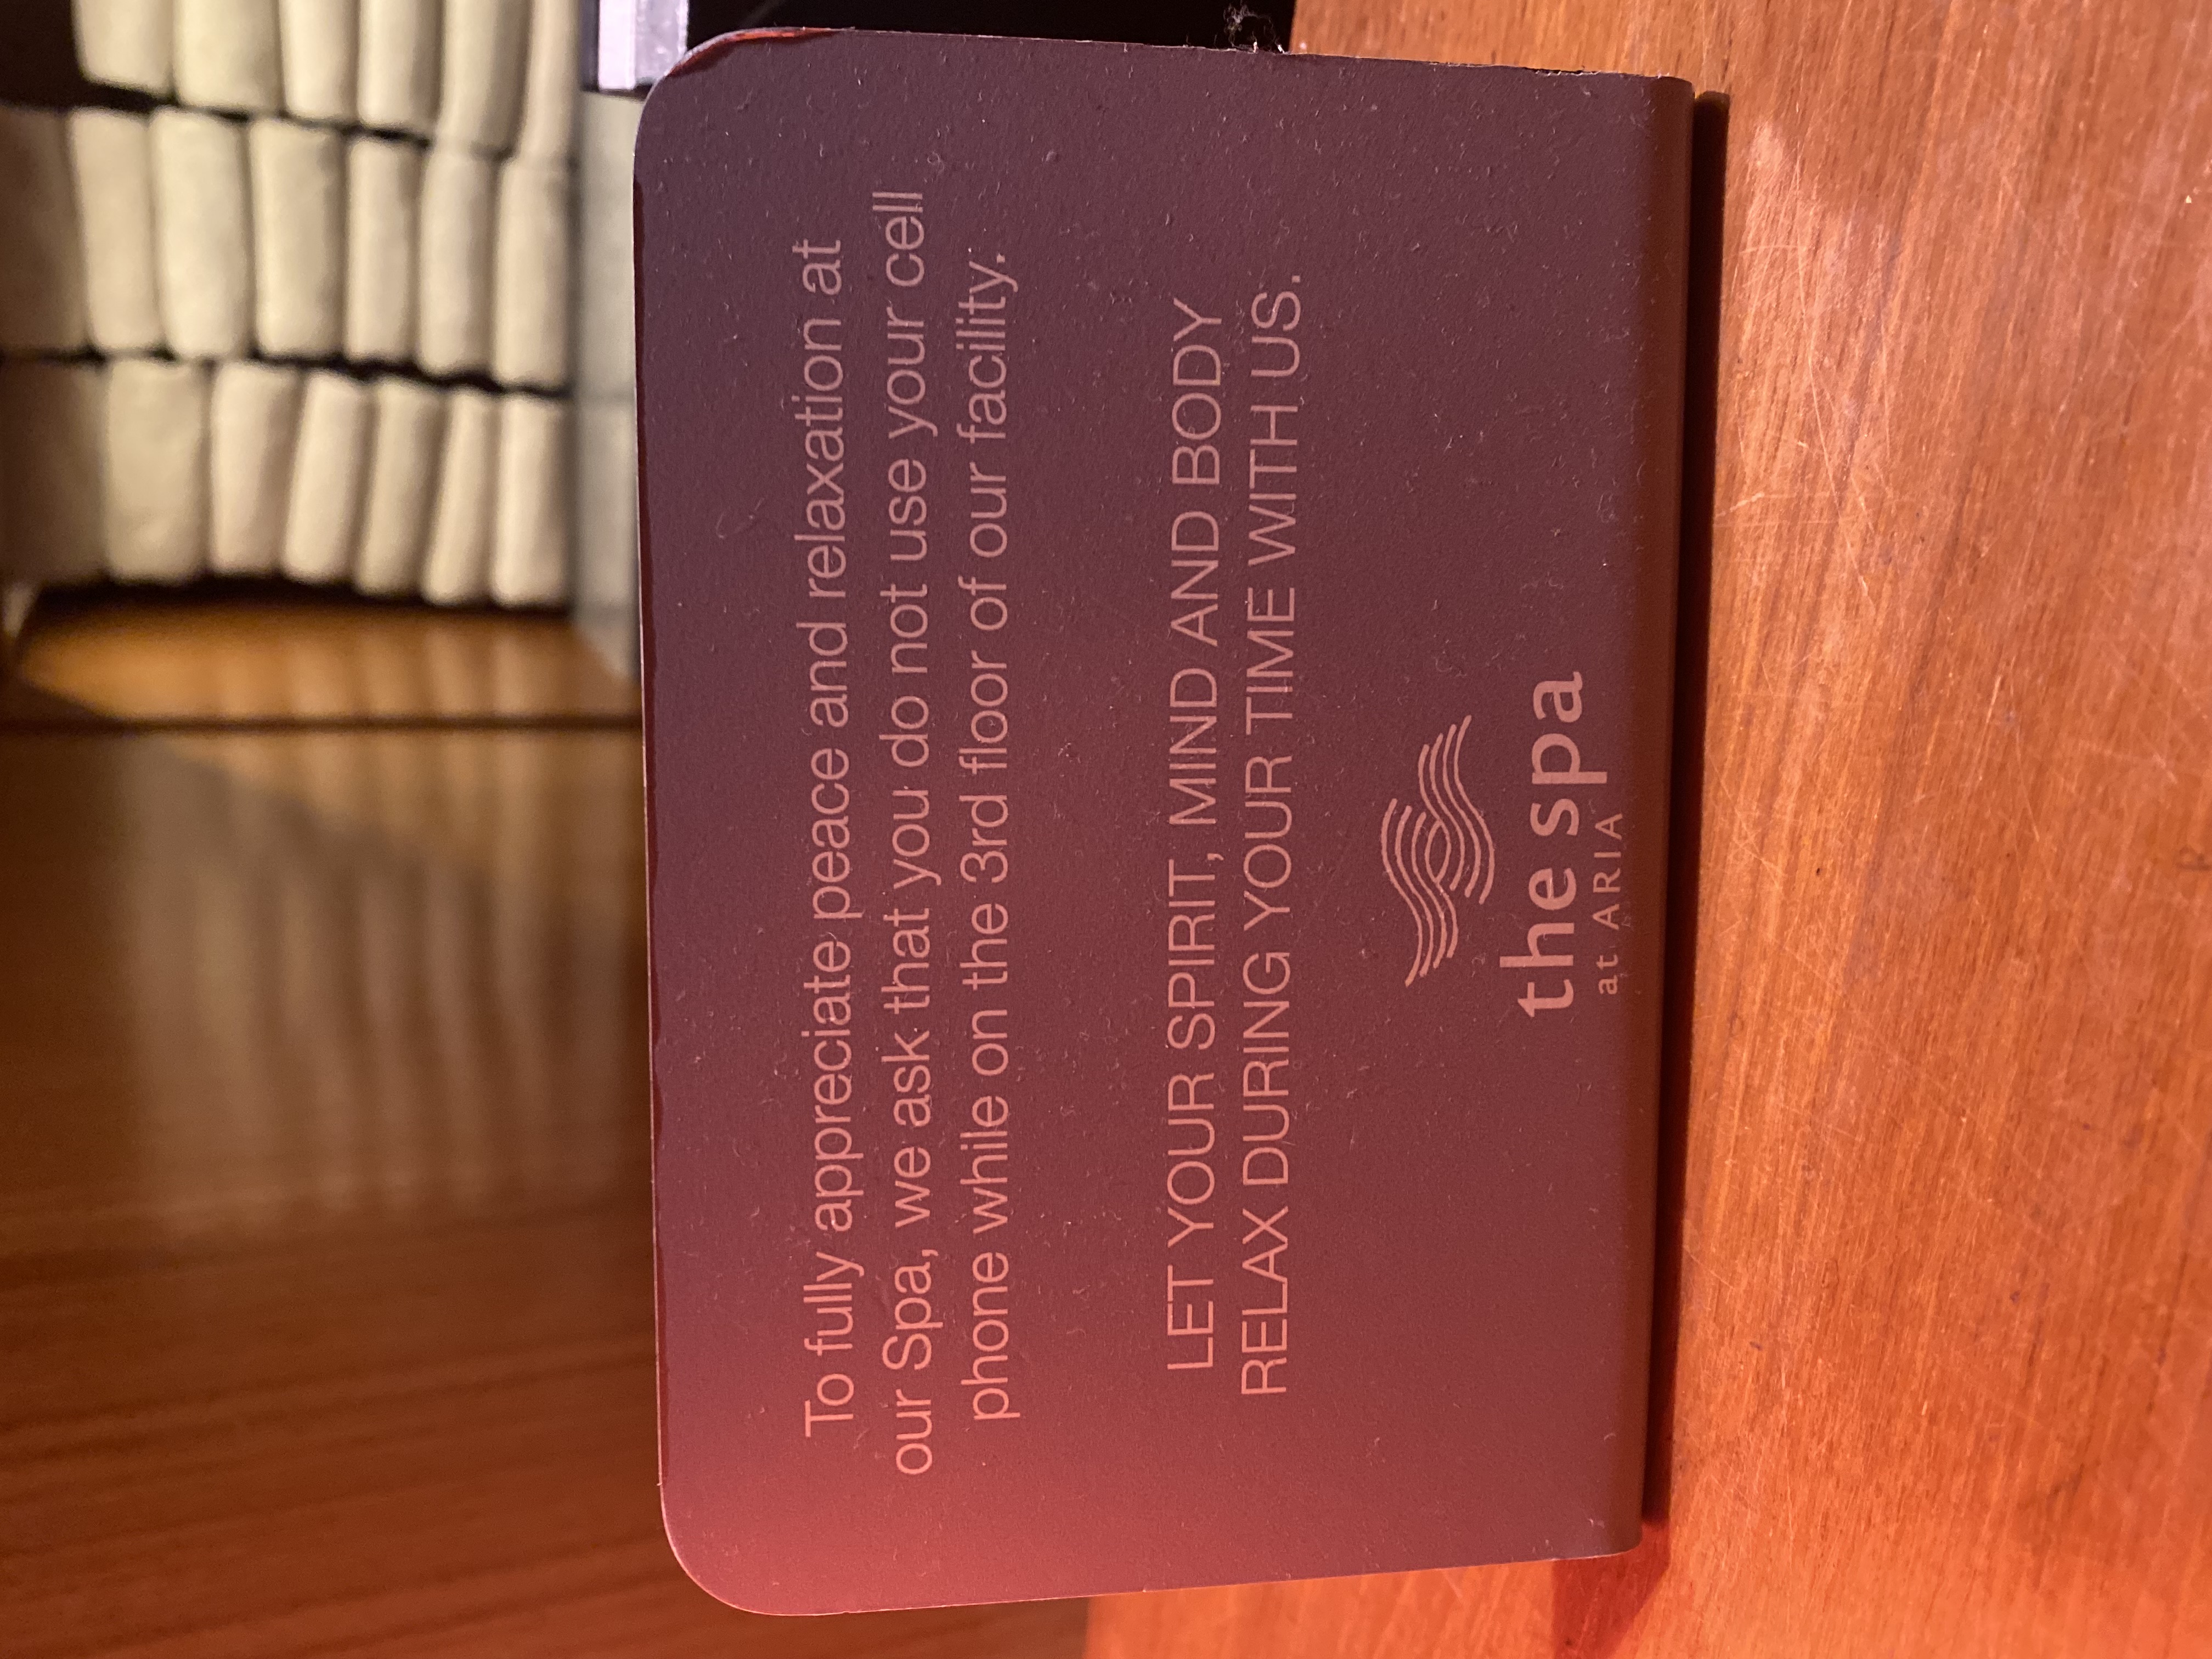 To fully appreciate peace and relaxation at
our Spa, we ask that you do not use your cell
phone while on the 3rd floor of our facility.
LET YOUR SPIRIT, MIND AND BODY
RELAX DURING YOUR TIME WITH US.
the spa
at ARIA